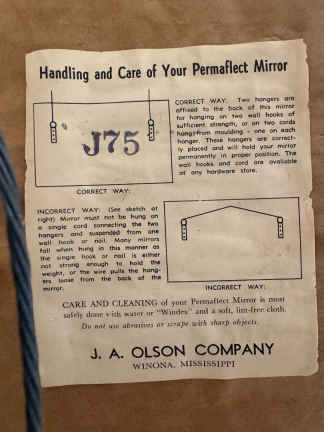 Handling and Care of Your Permaflect Mirror
CORRECT WAY: Two hangers are
affixed to the back of this mirror
for hanging on two wall hooks of
sufficient strength, or on two cords
hung from moulding - one on each
hanger. These hangers are correct-
ly placed and will hold your mirror
permanently in proper position. The
wall hooks and cord are available
at any hardware store.
J75
CORRECT WAY:
INCORRECT WAY: (See sketch at
right) Mirror must not be hung on
a single cord connecting the two
hangers and suspended from one
wall hook or nail. Many mirrors
fall when hung in this manner as
the single hook or nail is either
not strong enough to hold the
weight, or the wire pulls the hang-
ers loose from the back of the
mirror.
INCORRECT WAY:
CARE AND CLEANING of your Permaflect Mirror is most
safely done with water or "Windex" and a soft, lint-free cloth.
Do not use abrasives or scrape with sharp objects.
J. A. OLSON COMPANY
WINONA, MISSISSIPPI